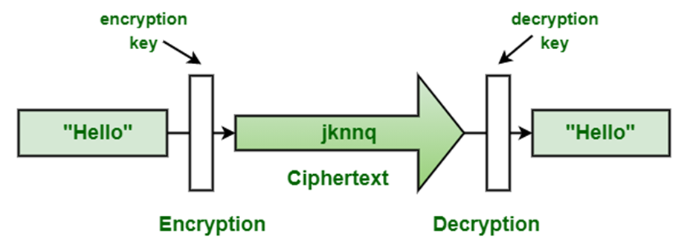 encryption
key
decryption
key
"Hello"
jknnq
"Hello"
Ciphertext
Encryption
Decryption